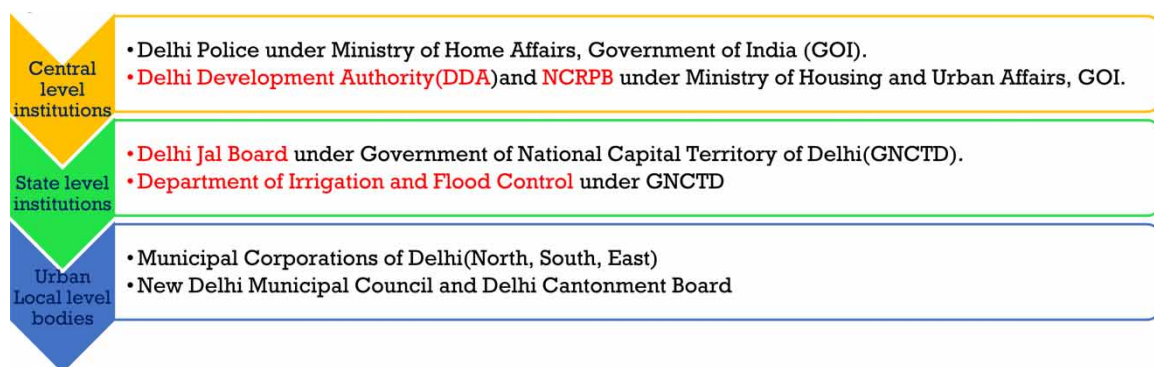 Central
level
institutions
•Delhi Police under Ministry of Home Affairs, Government of India (GOI).
•Delhi Development Authority(DDA)and NCRPB under Ministry of Housing and Urban Affairs, GOI.
State level
institutions
•Delhi Jal Board under Government of National Capital Territory of Delhi(GNCTD).
•Department of Irrigation and Flood Control under GNCTD
Urban
Local level
bodies
•Municipal Corporations of Delhi(North, South, East)
•New Delhi Municipal Council and Delhi Cantonment Board